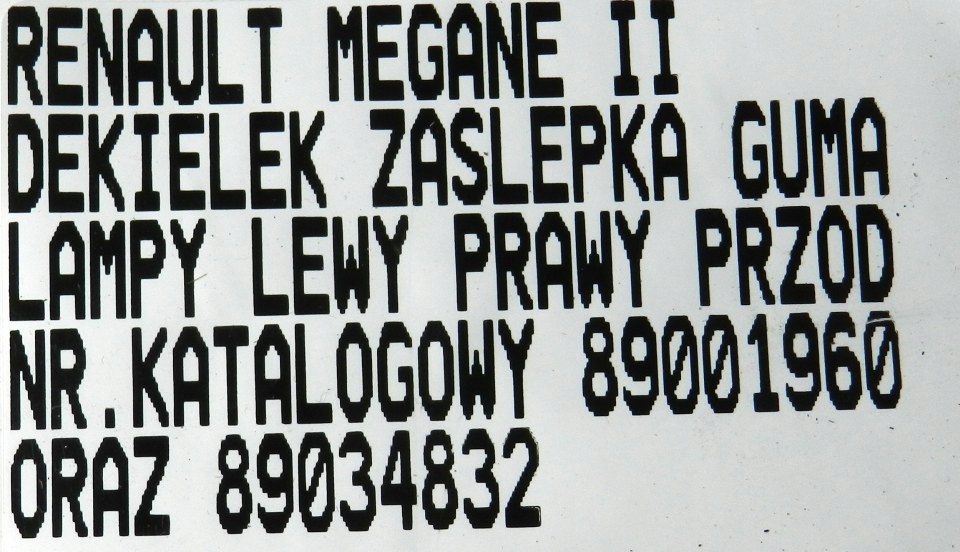 RENAULT MEGANE II
DEKIELEK ZASLEPKA GUMA
LAMPY LEWY PRAWY PRZOD
NR.KATALOGOWY 89001960
ORAZ 89034832